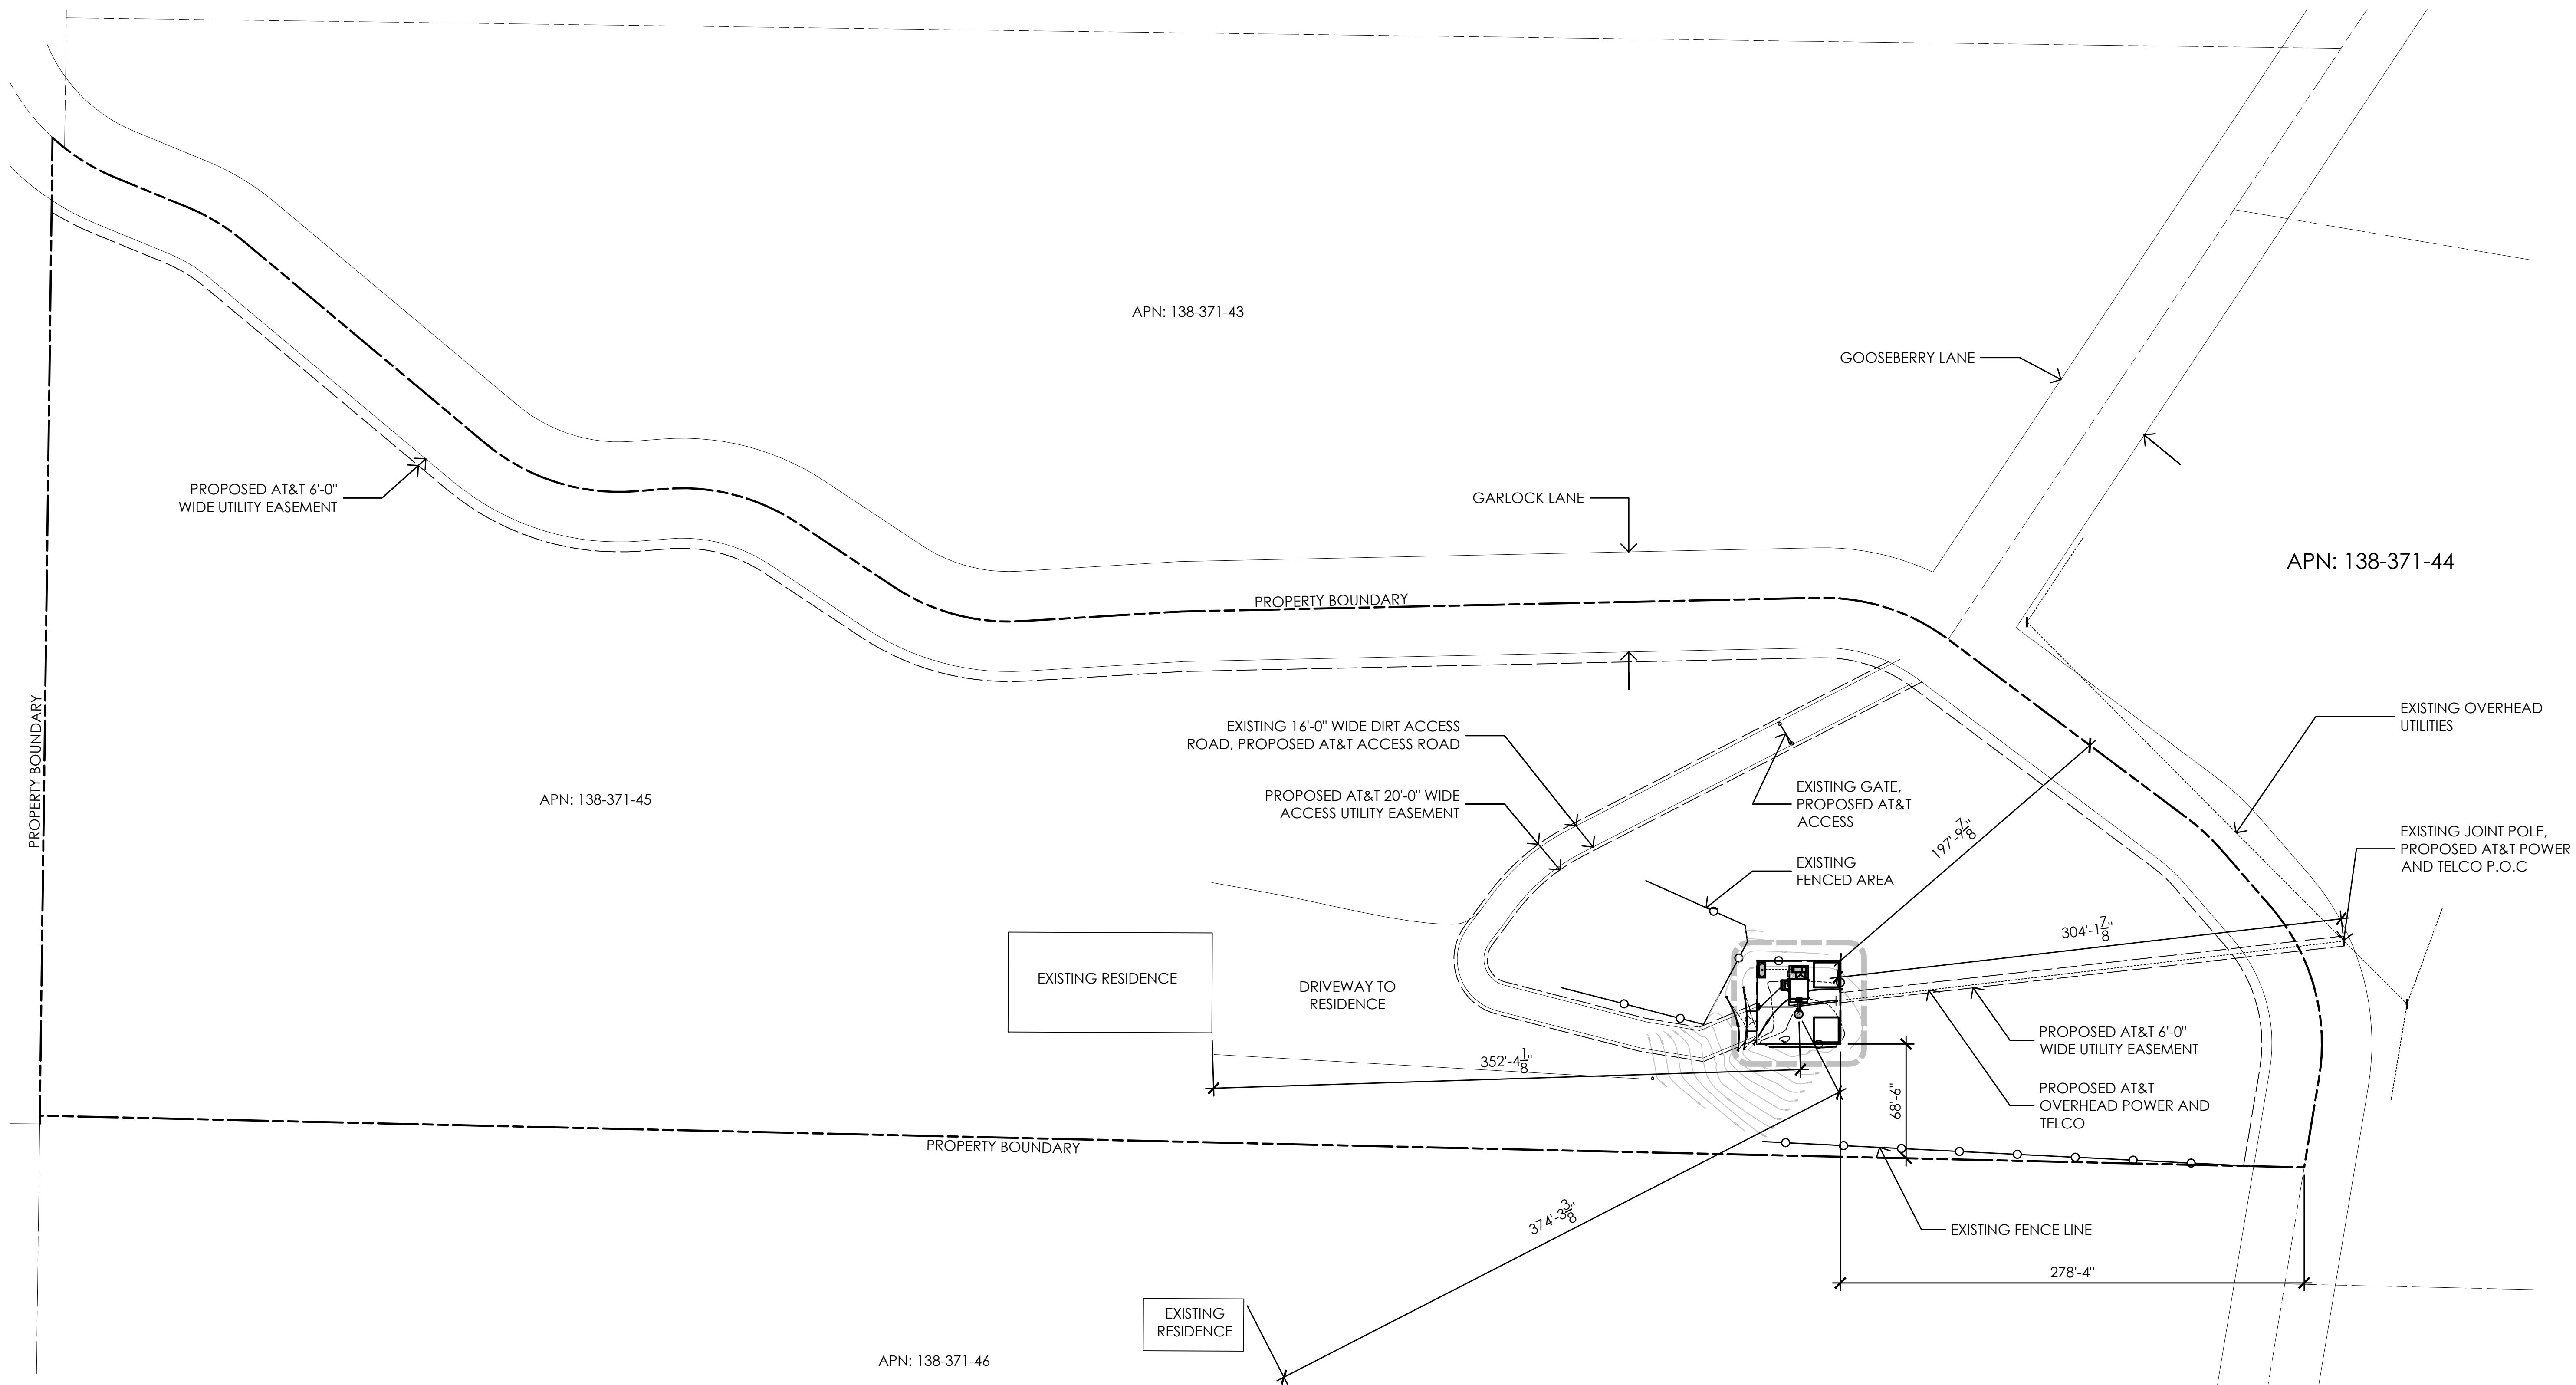 APN: 138-371-43
GOOSEBERRY LANE
PROPOSED AT&T 6'-0"
WIDE UTILITY EASEMENT
GARLOCK LANE
APN: 138-371-44
PROPERTY BOUNDARY
PROPERTY BOUNDARY
EXISTING OVERHEAD
UTILITIES
EXISTING 16'-0" WIDE DIRT ACCESS
ROAD, PROPOSED AT&T ACCESS ROAD
APN: 138-371-45
PROPOSED AT&T 20'-0" WIDE
ACCESS UTILITY EASEMENT
EXISTING GATE,
PROPOSED AT&T
ACCESS
197'-9 7/8"
EXISTING JOINT POLE,
PROPOSED AT&T POWER
AND TELCO P.O.C
EXISTING
FENCED AREA
304'-1 7/8"
EXISTING RESIDENCE
DRIVEWAY TO
RESIDENCE
PROPOSED AT&T 6'-0"
WIDE UTILITY EASEMENT
352'-4 1/8"
68'-6"
PROPOSED AT&T
OVERHEAD POWER AND
TELCO
PROPERTY BOUNDARY
374'-3 3/8"
EXISTING FENCE LINE
278'-4"
EXISTING
RESIDENCE
APN: 138-371-46